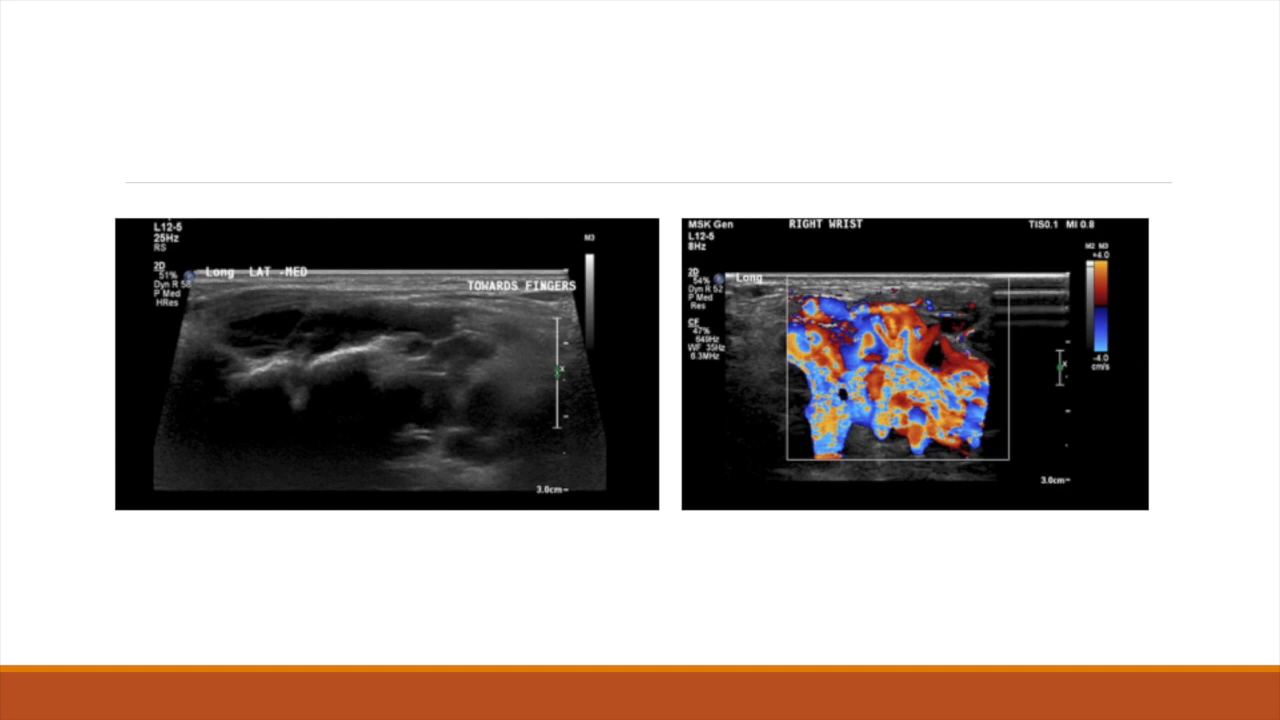 L12-5
25Hz
RS
M3
2D
51%
Dyn R 56
P Med
HRes
Long LAT -MED
TOWARDS FINGERS
x
3.0cm
MSK Gen
RIGHT WRIST
TIS0.1 MI 0.8
L12-5
8Hz
M2 M3
+4.0
2D
54%
Dyn R 52
P Med
Res
Long
CF
47%
649Hz
WF 35Hz
6.3MHz
x
-4.0
cm/s
3.0cm